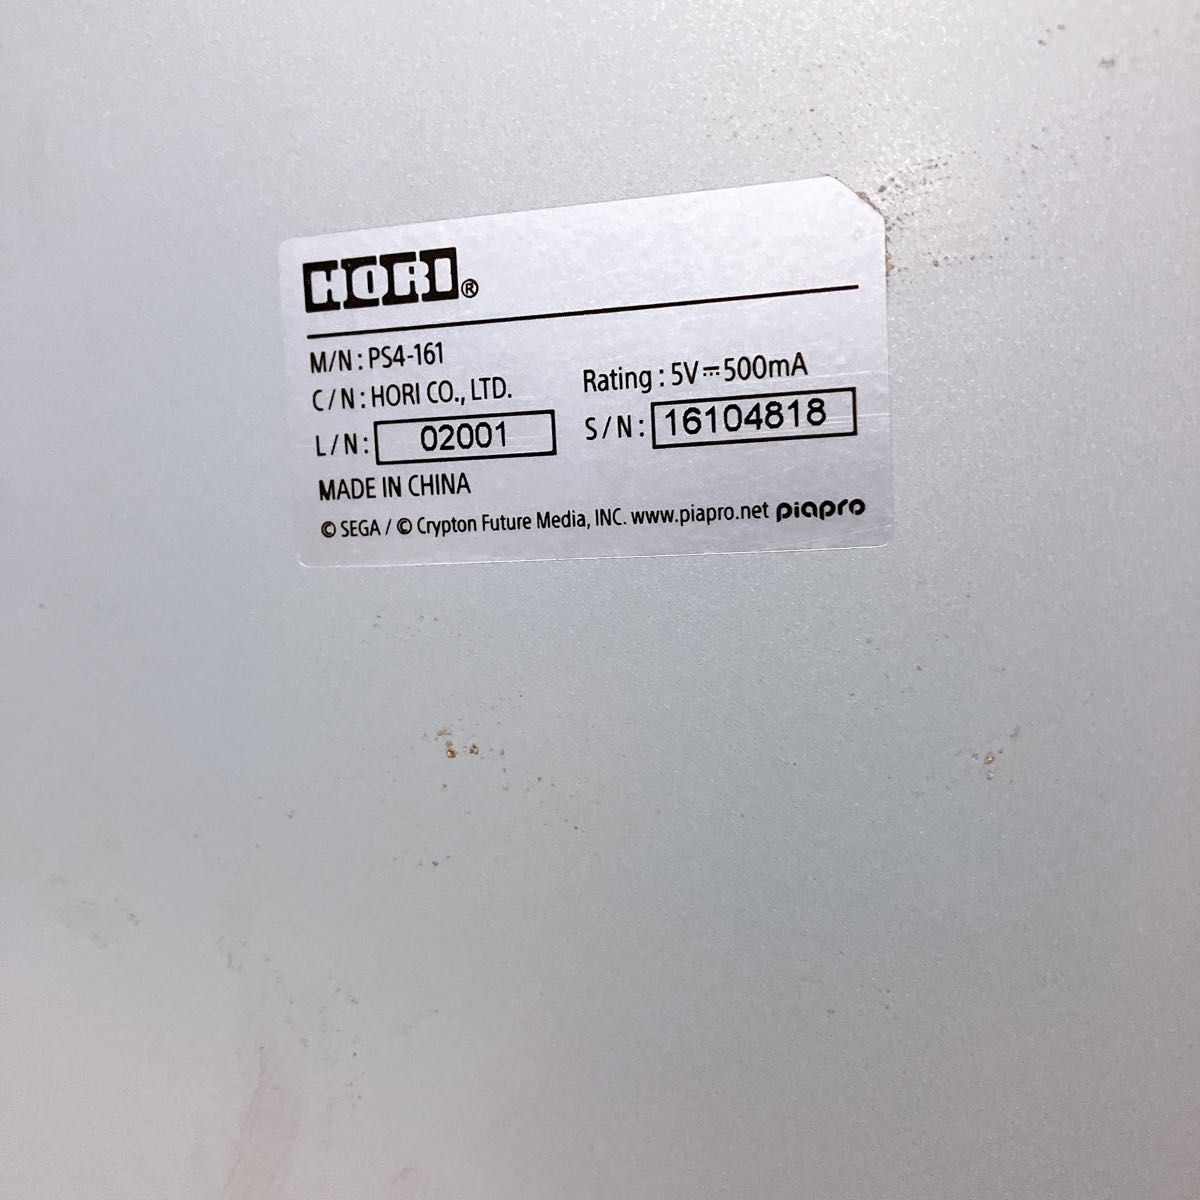 HORI®
M/N : PS4-161
C/N : HORI CO., LTD.
Rating : 5V⎓500mA
L/N : 02001
S/N : 16104818
MADE IN CHINA
© SEGA / © Crypton Future Media, INC. www.piapro.net piapro